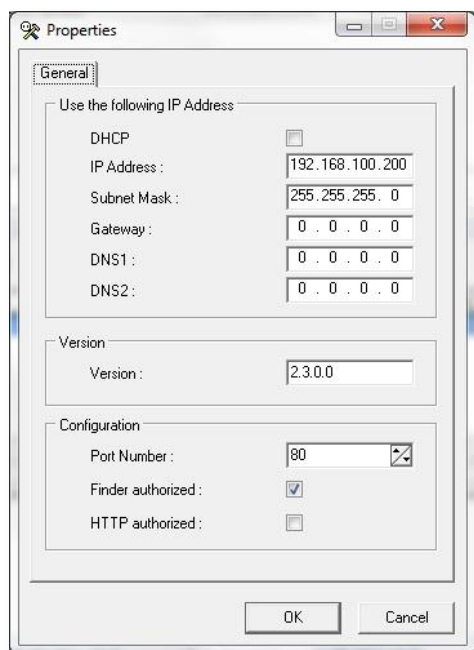 Properties
General
Use the following IP Address
DHCP
IP Address : 192.168.100.200
Subnet Mask : 255.255.255. 0
Gateway : 0 . 0 . 0 . 0
DNS1 : 0 . 0 . 0 . 0
DNS2 : 0 . 0 . 0 . 0
Version
Version : 2.3.0.0
Configuration
Port Number : 80
Finder authorized :
HTTP authorized :
OK Cancel